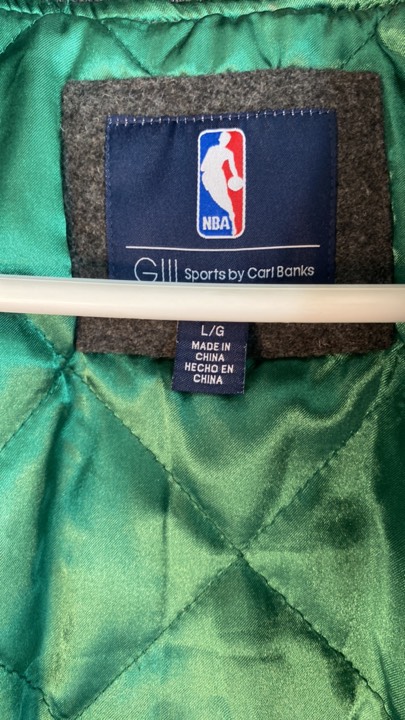 NBA
GIII Sports by Carl Banks
L/G
MADE IN
CHINA
HECHO EN
CHINA